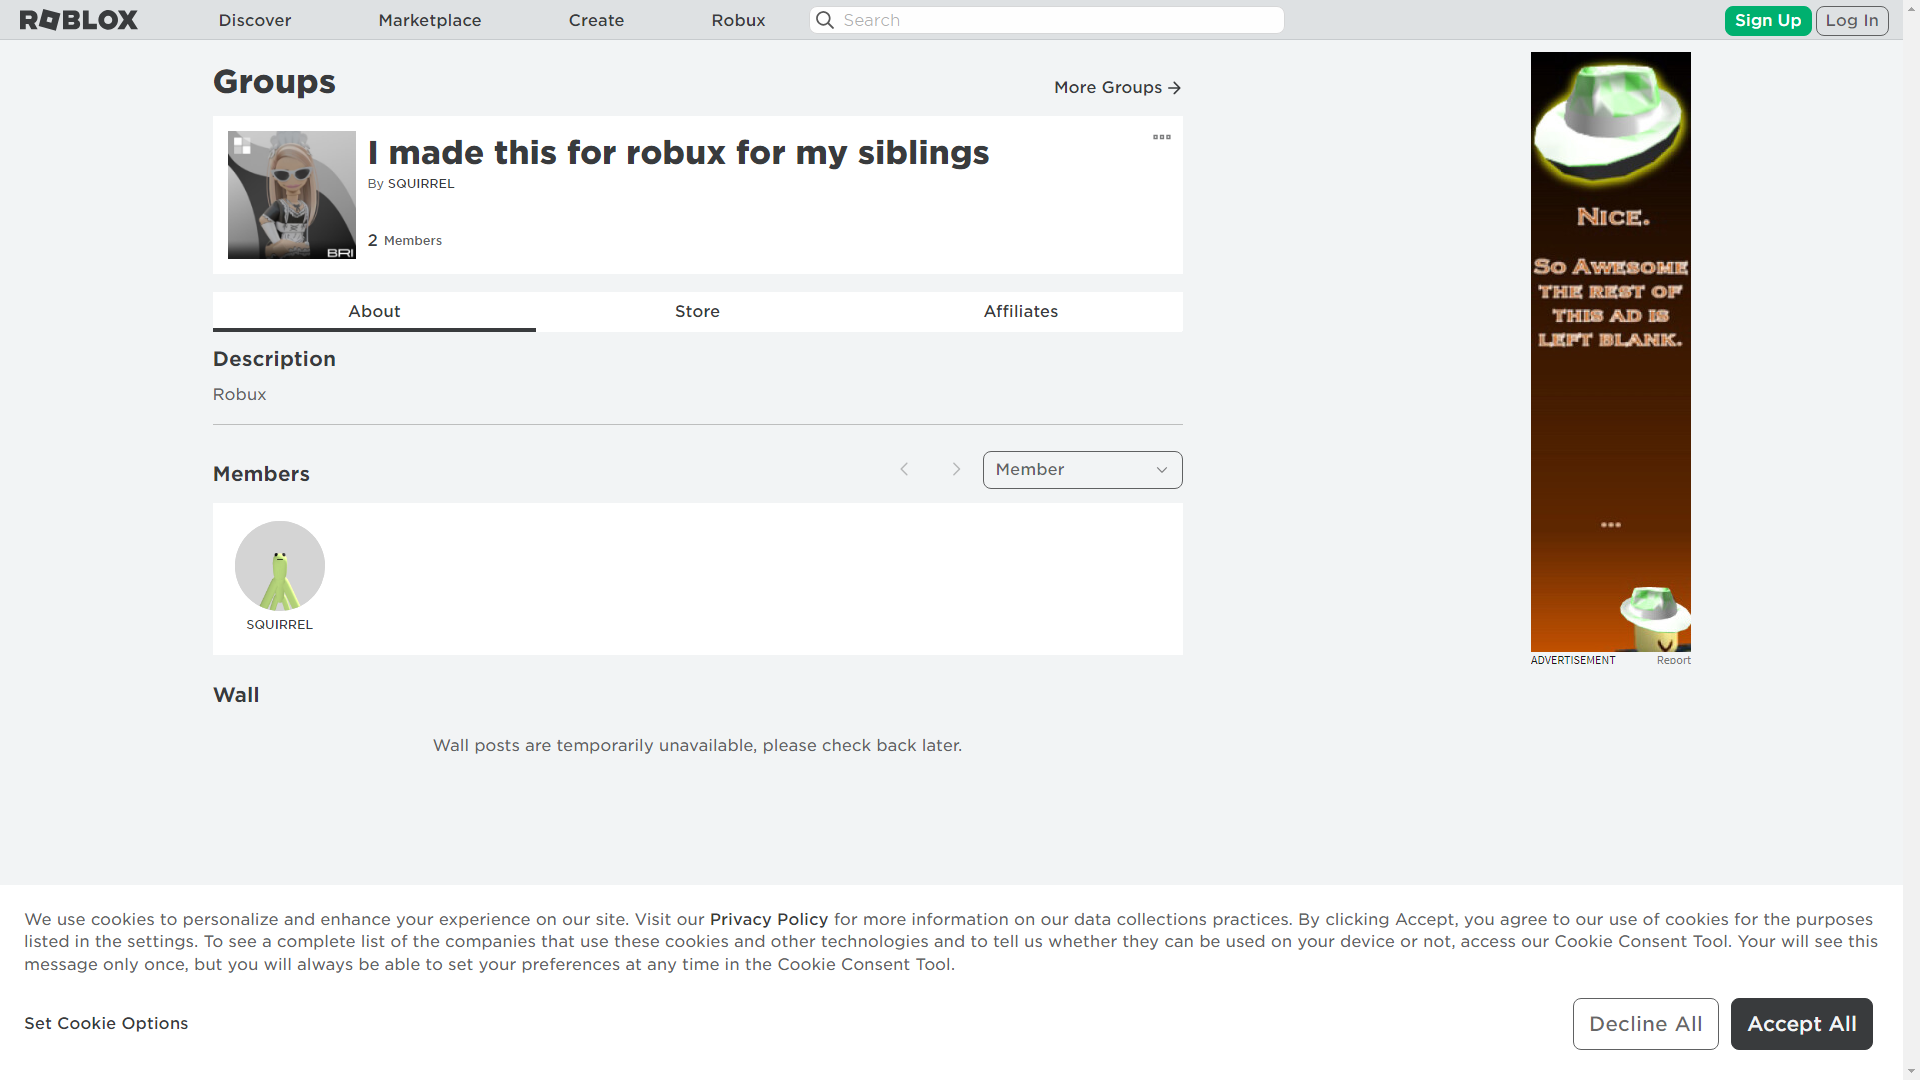 ROBLOX
Discover
Marketplace
Create
Robux
Search
Sign Up
Log In
Groups
More Groups
I made this for robux for my siblings
By SQUIRREL
2 Members
BRI
About
Store
Affiliates
Description
Robux
Members
Member
SQUIRREL
Wall
Wall posts are temporarily unavailable, please check back later.
NICE.
SO AWESOME
THE REST OF
THIS AD IS
LEFT BLANK.
...
ADVERTISEMENT
Report
We use cookies to personalize and enhance your experience on our site. Visit our Privacy Policy for more information on our data collections practices. By clicking Accept, you agree to our use of cookies for the purposes
listed in the settings. To see a complete list of the companies that use these cookies and other technologies and to tell us whether they can be used on your device or not, access our Cookie Consent Tool. Your will see this
message only once, but you will always be able to set your preferences at any time in the Cookie Consent Tool.
Set Cookie Options
Decline All
Accept All